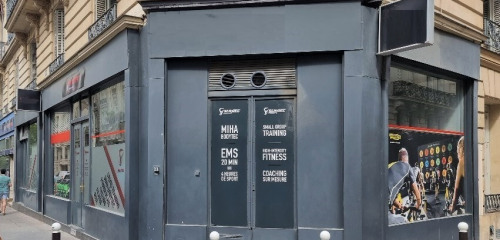 MIHA
BODYTEC
EMS
20 MIN
4 HEURES
DE SPORT
SMALL GROUP
TRAINING
HIGH-INTENSITY
FITNESS
COACHING
SUR MESURE